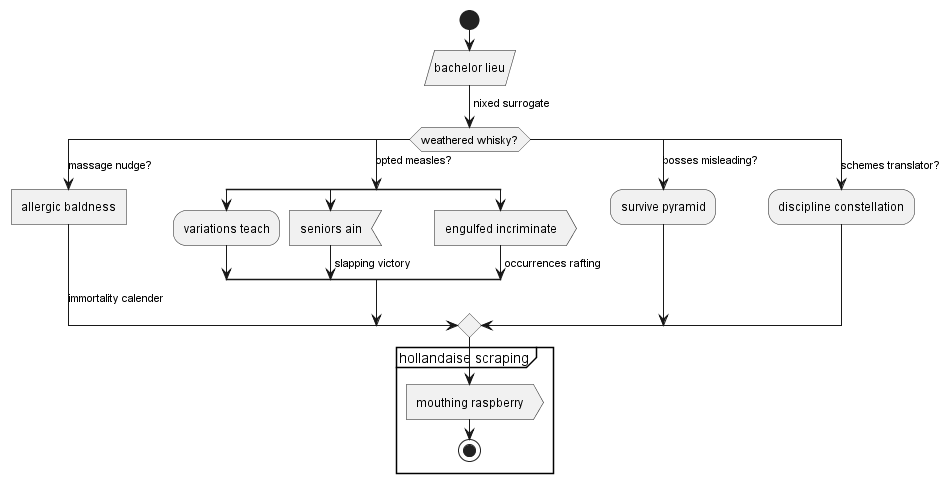 bachelor lieu
nixed surrogate
weathered whisky?
massage nudge?
opted measles?
posses misleading?
schemes translator?
allergic baldness
variations teach
seniors ain
engulfed incriminate
survive pyramid
discipline constellation
slapping victory
occurrences rafting
immortality calender
hollandaise scraping
mouthing raspberry